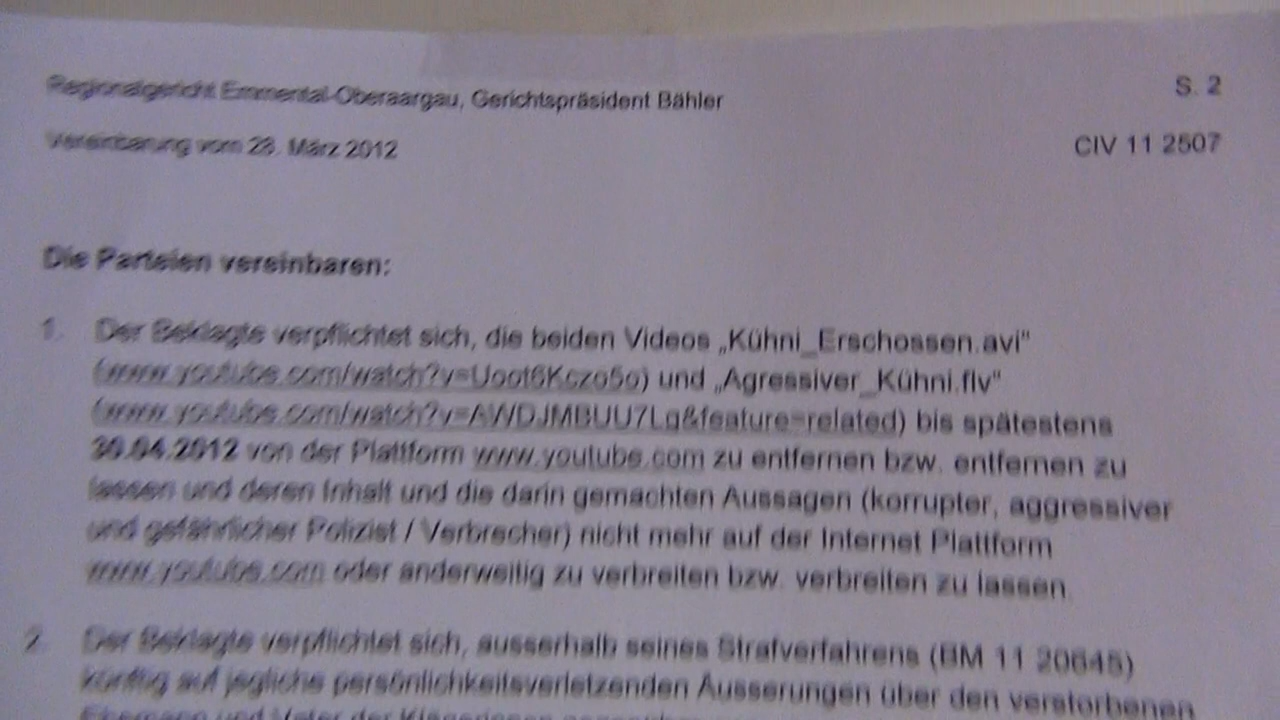 Regionalgericht Emmental-Oberaargau, Gerichtspräsident Bähler
S. 2
Vereinbarung vom 28. März 2012
CIV 11 2507
Die Parteien vereinbaren:
1. Der Beklagte verpflichtet sich, die beiden Videos „Kühni_Erschossen.avi"
(www.youtube.com/watch?v=Uoot6Kczo5o) und „Agressiver_Kühni.flv"
(www.youtube.com/watch?v=AWDJMBUU7Lg&feature=related) bis spätestens
30.04.2012 von der Plattform www.youtube.com zu entfernen bzw. entfernen zu
lassen und deren Inhalt und die darin gemachten Aussagen (korrupter, aggressiver
und gefährlicher Polizist / Verbrecher) nicht mehr auf der Internet Plattform
www.youtube.com oder anderweitig zu verbreiten bzw. verbreiten zu lassen.
2. Der Beklagte verpflichtet sich, ausserhalb seines Strafverfahrens (BM 11 20645)
künftig auf jegliche persönlichkeitsverletzenden Äusserungen über den verstorbenen
Ehemann und Vater der Klägerinnen